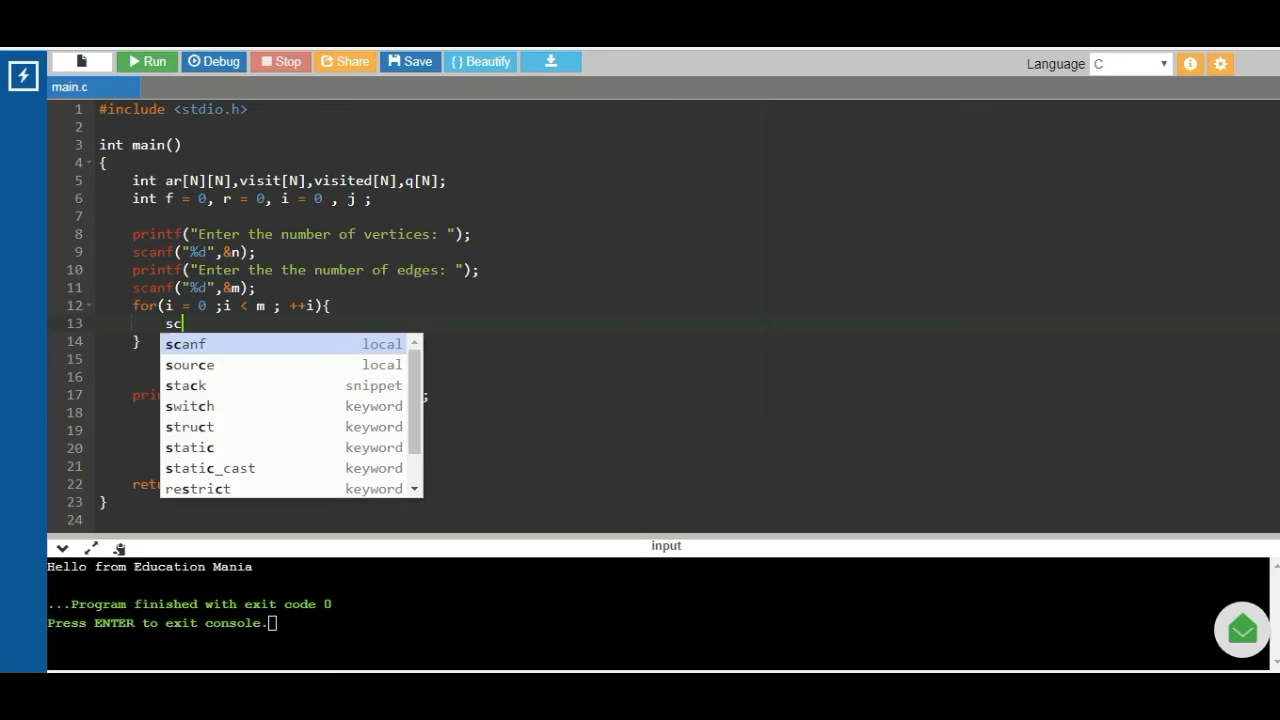 Run Debug Stop Share Save { } Beautify Language C
main.c
1 #include <stdio.h>
2
3 int main()
4 {
5 int ar[N][N],visit[N],visited[N],q[N];
6 int f = 0, r = 0, i = 0 , j ;
7
8 printf("Enter the number of vertices: ");
9 scanf("%d",&n);
10 printf("Enter the the number of edges: ");
11 scanf("%d",&m);
12 for(i = 0 ;i < m ; ++i){
13 sc
14 }
15
16
17 pri ;
18
19
20
21
22 retu
23 }
24
scanf local
source local
stack snippet
switch keyword
struct keyword
static keyword
static_cast keyword
restrict keyword
input
Hello from Education Mania
...Program finished with exit code 0
Press ENTER to exit console.